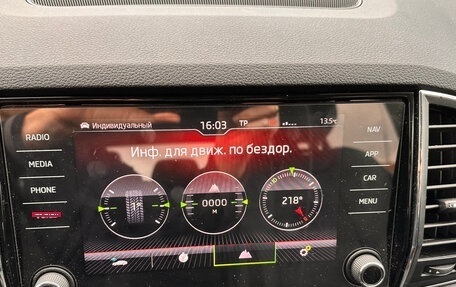 Индивидуальный 16:03 TP 13.5°C
Инф. для движ. по бездор.
RADIO
MEDIA
PHONE
NAV
APP
CAR
MENU
0000
М
218°